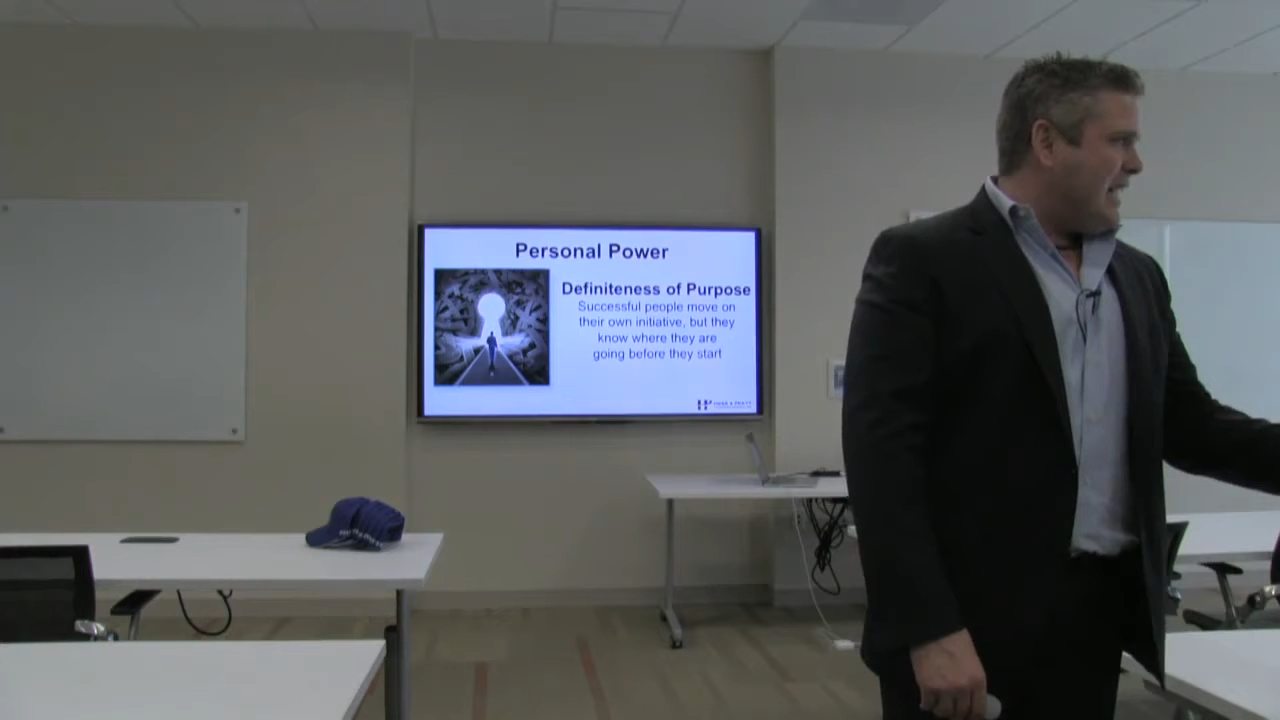 Personal Power
Definiteness of Purpose
Successful people move on
their own initiative, but they
know where they are
going before they start